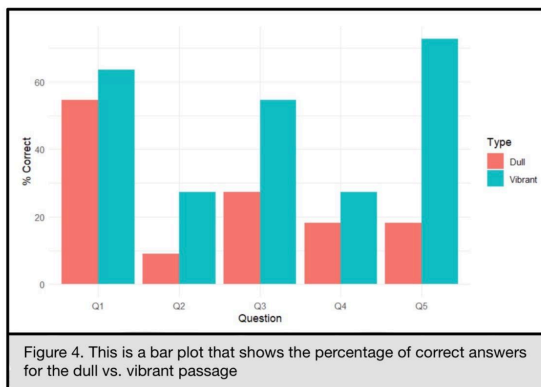 60
40
20
0
% Correct
Q1 Q2 Q3 Q4 Q5
Question
Type
Dull
Vibrant
Figure 4. This is a bar plot that shows the percentage of correct answers
for the dull vs. vibrant passage